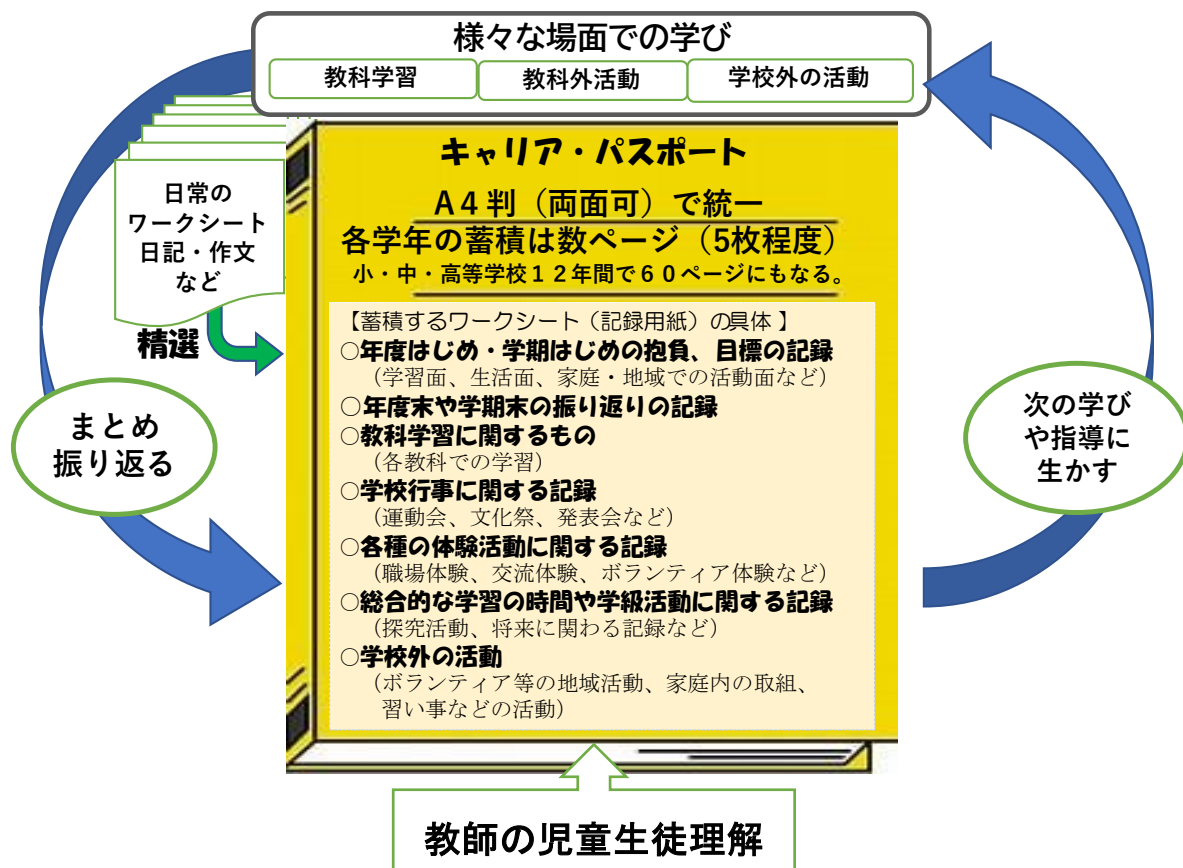 様々な場面での学び
教科学習
教科外活動
学校外の活動
キャリア・パスポート
A４判（両面可）で統一
各学年の蓄積は数ページ（5枚程度）
小・中・高等学校１２年間で６０ページにもなる。
日常の
ワークシート
日記・作文
など
精選
まとめ
振り返る
【蓄積するワークシート（記録用紙）の具体 】
○年度はじめ・学期はじめの抱負、目標の記録
（学習面、生活面、家庭・地域での活動面など）
○年度末や学期末の振り返りの記録
○教科学習に関するもの
（各教科での学習）
○学校行事に関する記録
（運動会、文化祭、発表会など）
○各種の体験活動に関する記録
（職場体験、交流体験、ボランティア体験など）
○総合的な学習の時間や学級活動に関する記録
（探究活動、将来に関わる記録など）
○学校外の活動
（ボランティア等の地域活動、家庭内の取組、
習い事などの活動）
次の学び
や指導に
生かす
教師の児童生徒理解